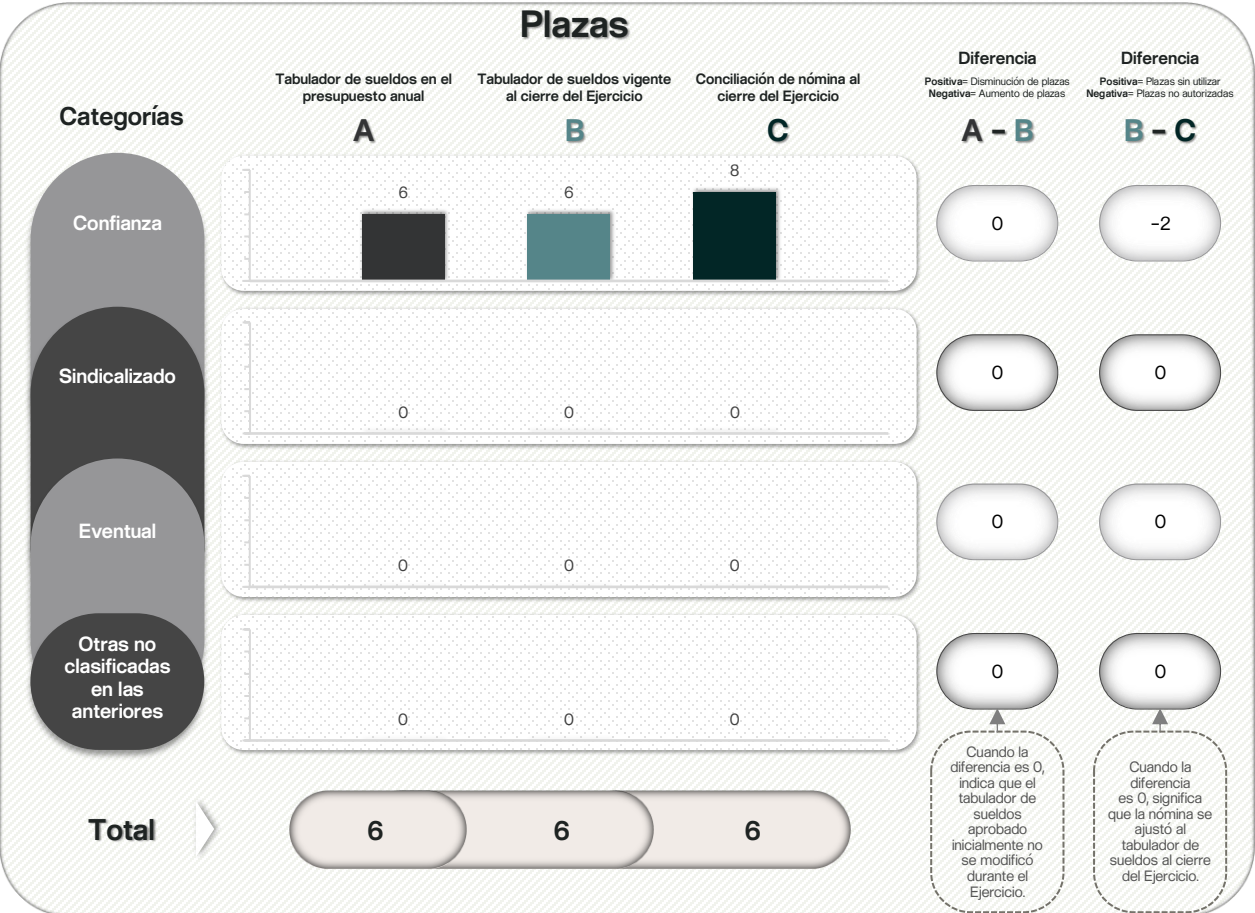 Plazas
Categorías
Tabulador de sueldos en el
presupuesto anual
A
Tabulador de sueldos vigente
al cierre del Ejercicio
B
Conciliación de nómina al
cierre del Ejercicio
C
Diferencia
Positiva= Disminución de plazas
Negativa= Aumento de plazas
A – B
Diferencia
Positiva= Plazas sin utilizar
Negativa= Plazas no autorizadas
B – C
Confianza
6
6
8
0
-2
Sindicalizado
0
0
0
0
0
Eventual
0
0
0
0
0
Otras no
clasificadas
en las
anteriores
0
0
0
0
0
Cuando la
diferencia es 0,
indica que el
tabulador de
sueldos
aprobado
inicialmente no
se modificó
durante el
Ejercicio.
Cuando la
diferencia
es 0, significa
que la nómina se
ajustó al
tabulador de
sueldos al cierre
del Ejercicio.
Total
6
6
6